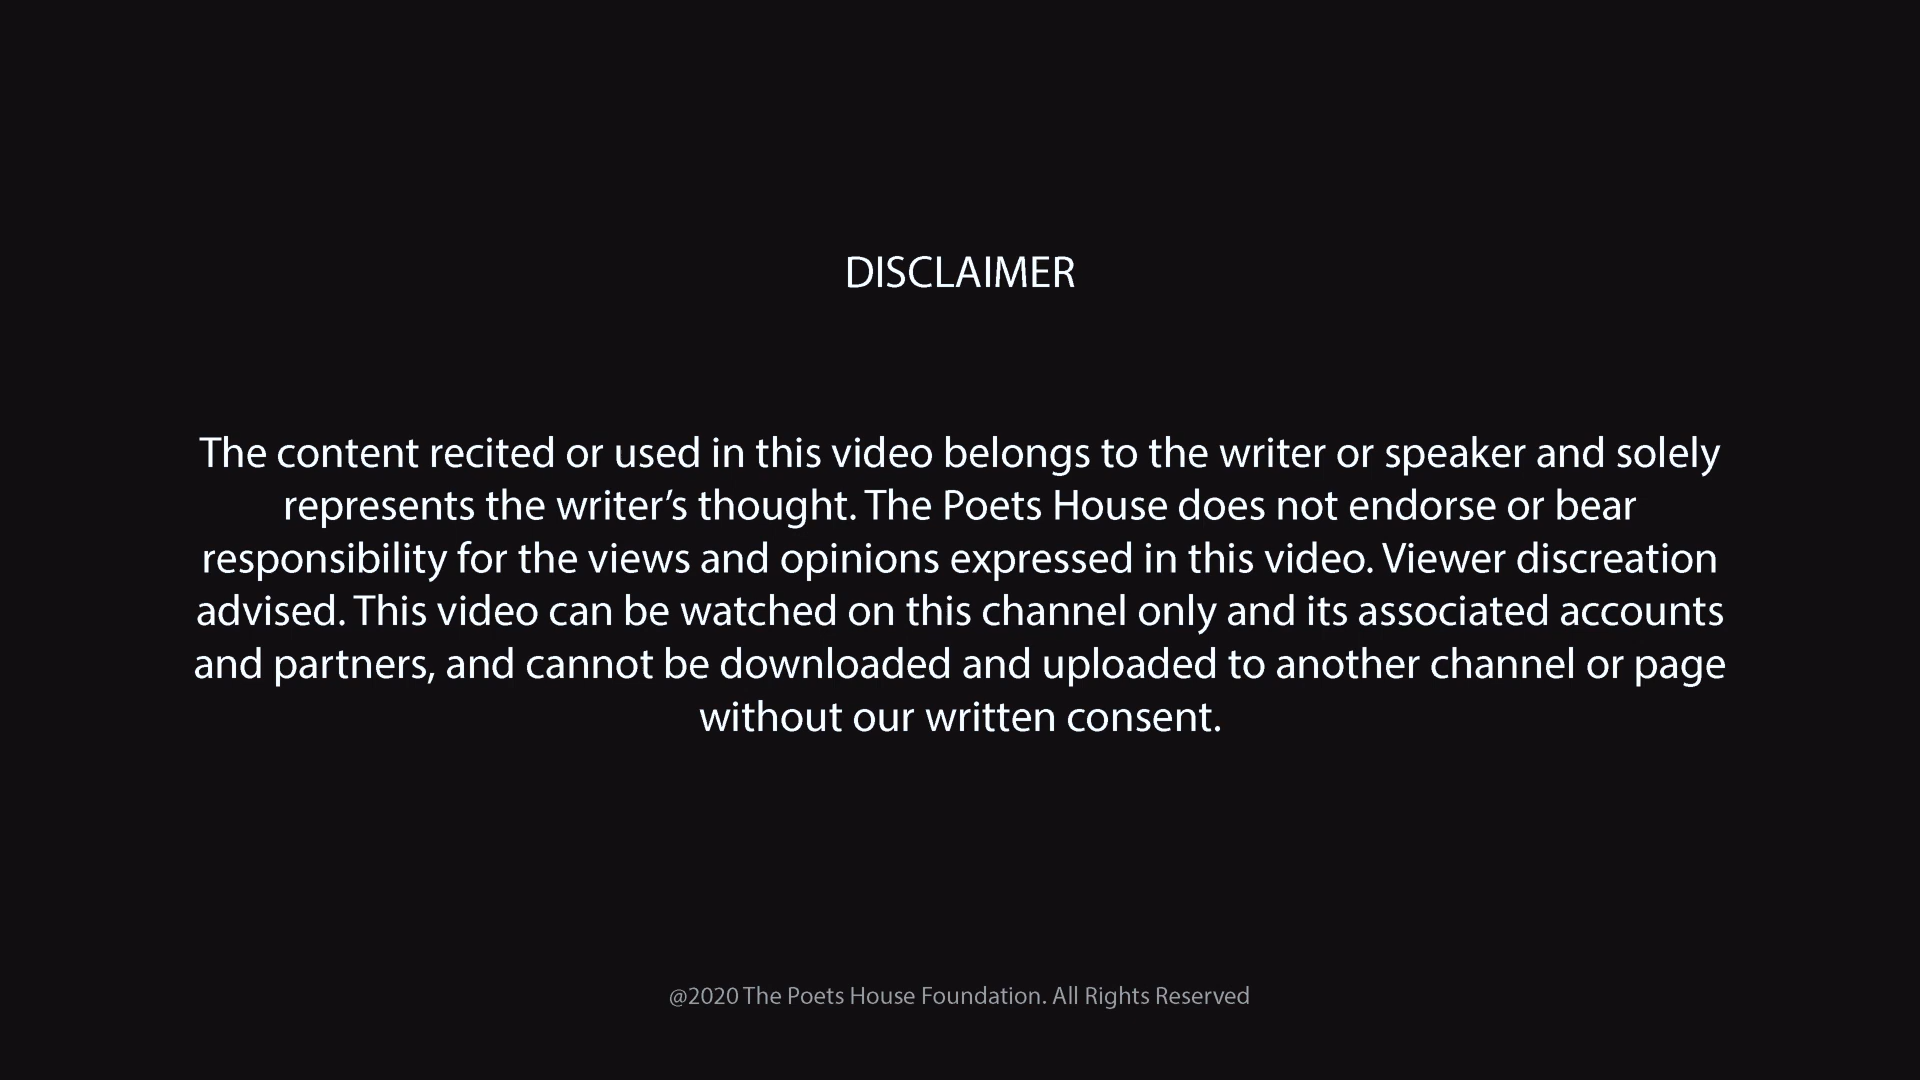 DISCLAIMER
The content recited or used in this video belongs to the writer or speaker and solely
represents the writer’s thought. The Poets House does not endorse or bear
responsibility for the views and opinions expressed in this video. Viewer discreation
advised. This video can be watched on this channel only and its associated accounts
and partners, and cannot be downloaded and uploaded to another channel or page
without our written consent.
@2020 The Poets House Foundation. All Rights Reserved